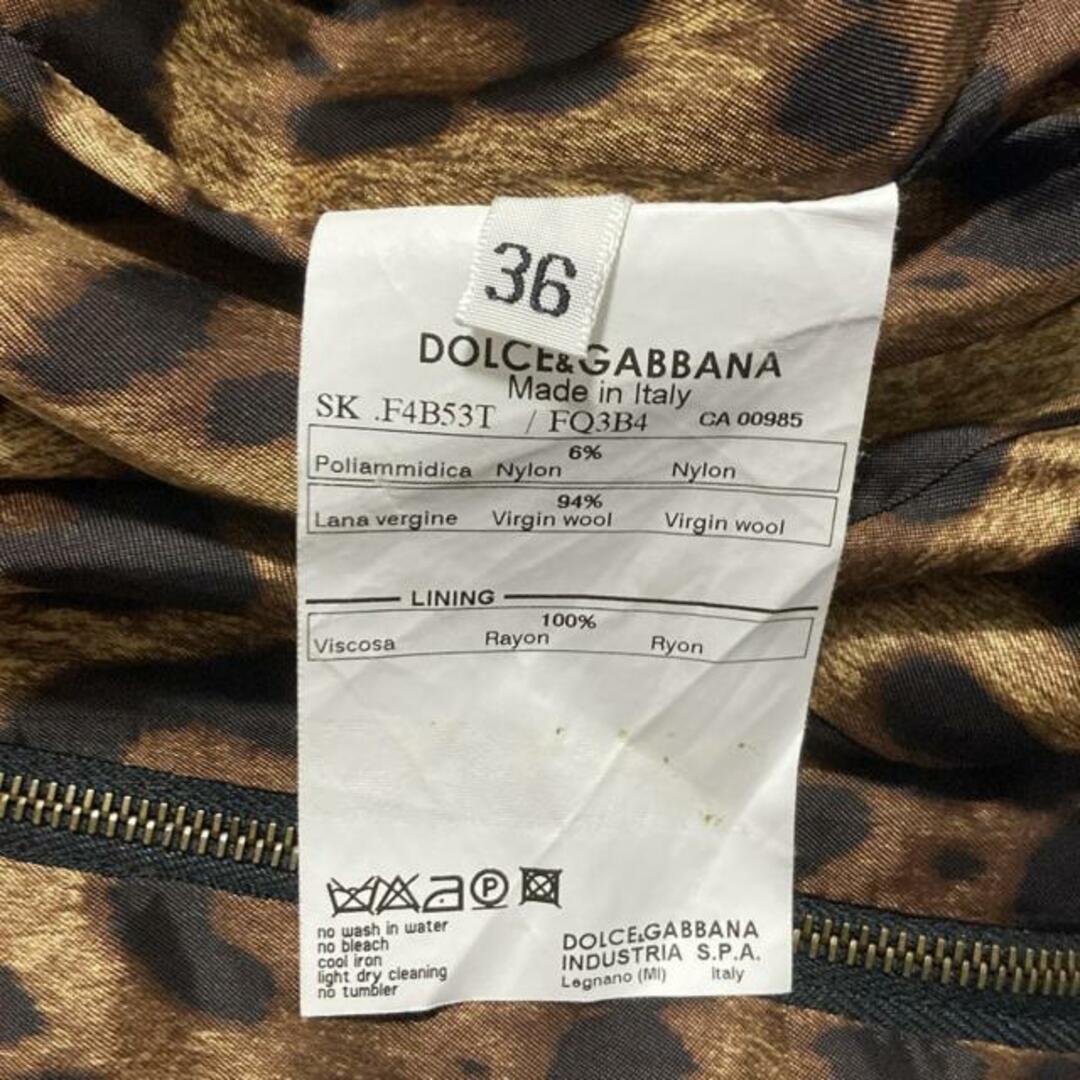 36
DOLCE&GABBANA
Made in Italy
SK .F4B53T / FQ3B4 CA 00985
6%
Poliammidica Nylon Nylon
94%
Lana vergine Virgin wool Virgin wool
LINING
100%
Viscosa Rayon Ryon
P
no wash in water
no bleach
cool iron
light dry cleaning
no tumbler
DOLCE&GABBANA
INDUSTRIA S.P.A.
Legnano (MI) Italy